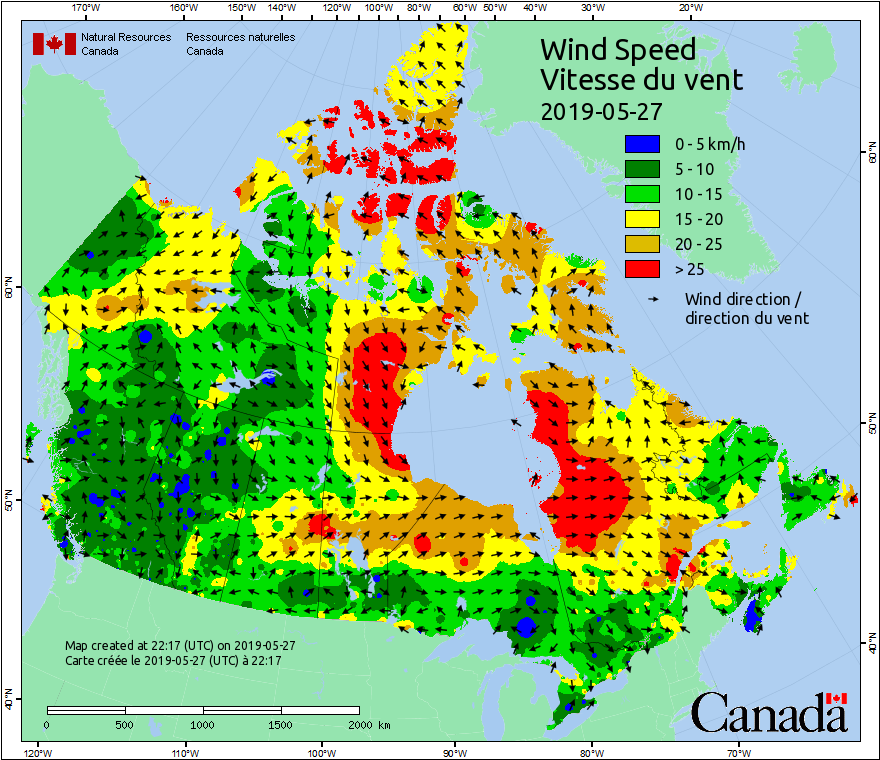 170°W 160°W 150°W 140°W 130°W 120°W 110°W 100°W 90°W 80°W 70°W 60°W 50°W 40°W 30°W 20°W
Natural Resources Canada
Ressources naturelles Canada
Wind Speed
Vitesse du vent
2019-05-27
0 - 5 km/h
5 - 10
10 - 15
15 - 20
20 - 25
> 25
Wind direction /
direction du vent
60°N
50°N
40°N
60°N
50°N
40°N
Map created at 22:17 (UTC) on 2019-05-27
Carte créée le 2019-05-27 (UTC) à 22:17
0 500 1000 1500 2000 km
Canada
120°W 110°W 100°W 90°W 80°W 70°W